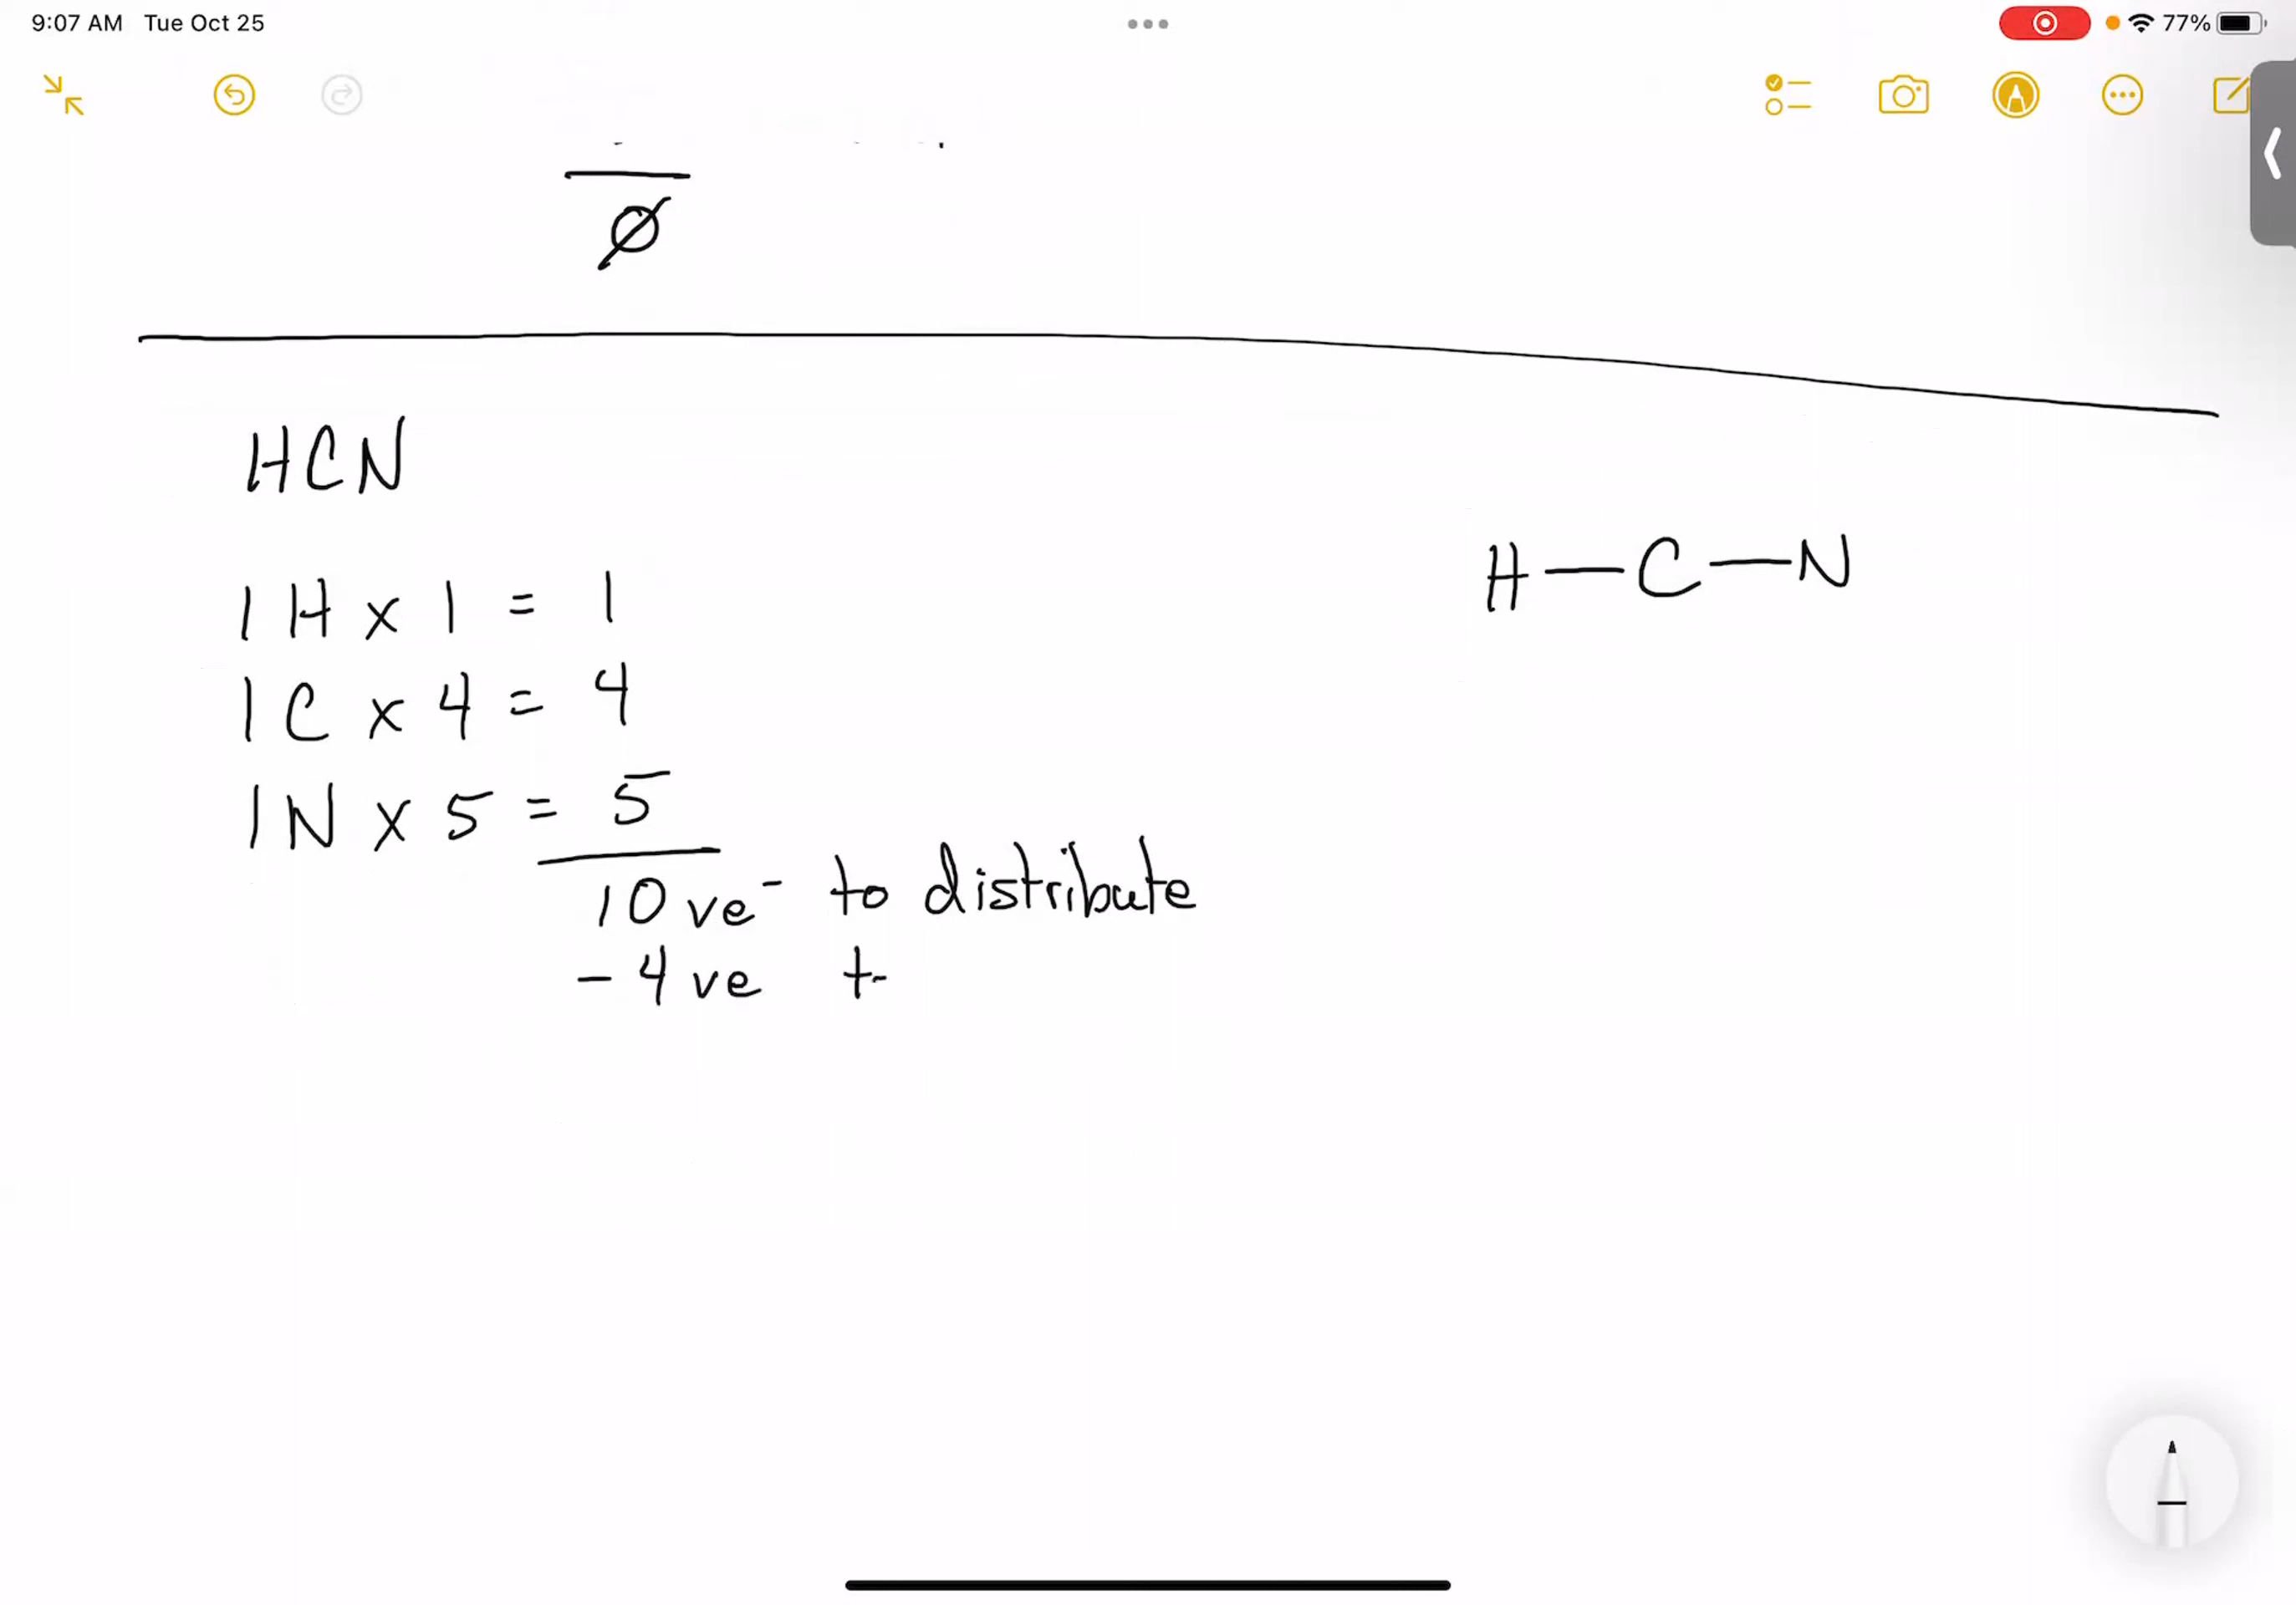 9:07 AM Tue Oct 25
77%
Ø
HCN
H—C—N
1 H x 1 = 1
1 C x 4 = 4
1 N x 5 = 5
10 ve⁻ to distribute
- 4 ve